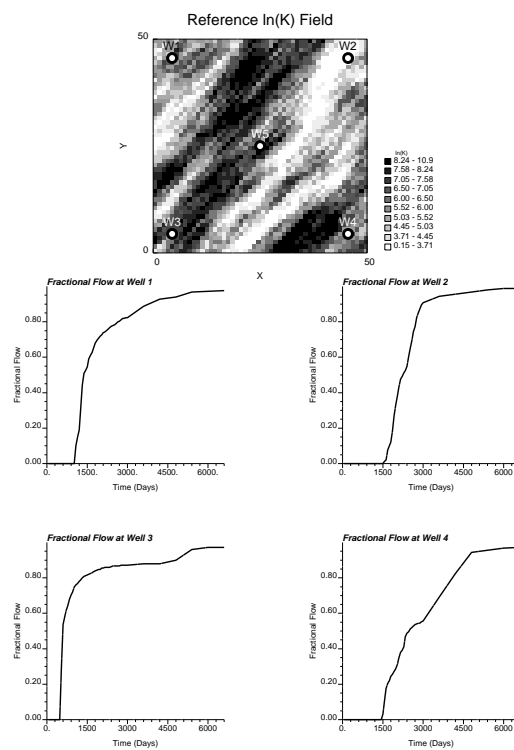 Reference ln(K) Field
50
W1
W2
W5
Y
W3
W4
0
0
50
X
ln(K)
8.24 - 10.9
7.58 - 8.24
7.05 - 7.58
6.50 - 7.05
6.00 - 6.50
5.52 - 6.00
5.03 - 5.52
4.45 - 5.03
3.71 - 4.45
0.15 - 3.71
Fractional Flow at Well 1
Fractional Flow
0.80
0.60
0.40
0.20
0.00
0. 1500. 3000. 4500. 6000.
Time (Days)
Fractional Flow at Well 2
Fractional Flow
0.80
0.60
0.40
0.20
0.00
0. 1500 3000 4500 6000
Time (Days)
Fractional Flow at Well 3
Fractional Flow
0.80
0.60
0.40
0.20
0.00
0. 1500. 3000. 4500. 6000.
Time (Days)
Fractional Flow at Well 4
Fractional Flow
0.80
0.60
0.40
0.20
0.00
0. 1500 3000 4500 6000
Time (Days)